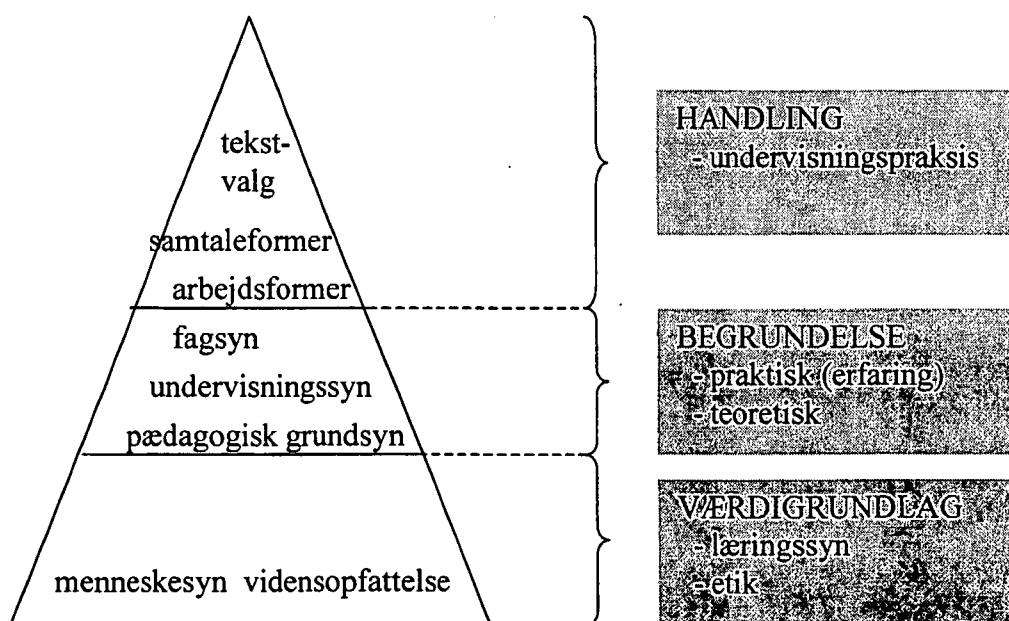 tekst-
valg
samtaleformer
arbejdsformer
fagsyn
undervisningssyn
pædagogisk grundsyn
menneskesyn vidensopfattelse
HANDLING
- undervisningspraksis
BEGRUNDELSE
- praktisk (erfaring)
- teoretisk
VÆRDIGRUNDLAG
- læringssyn
- etik